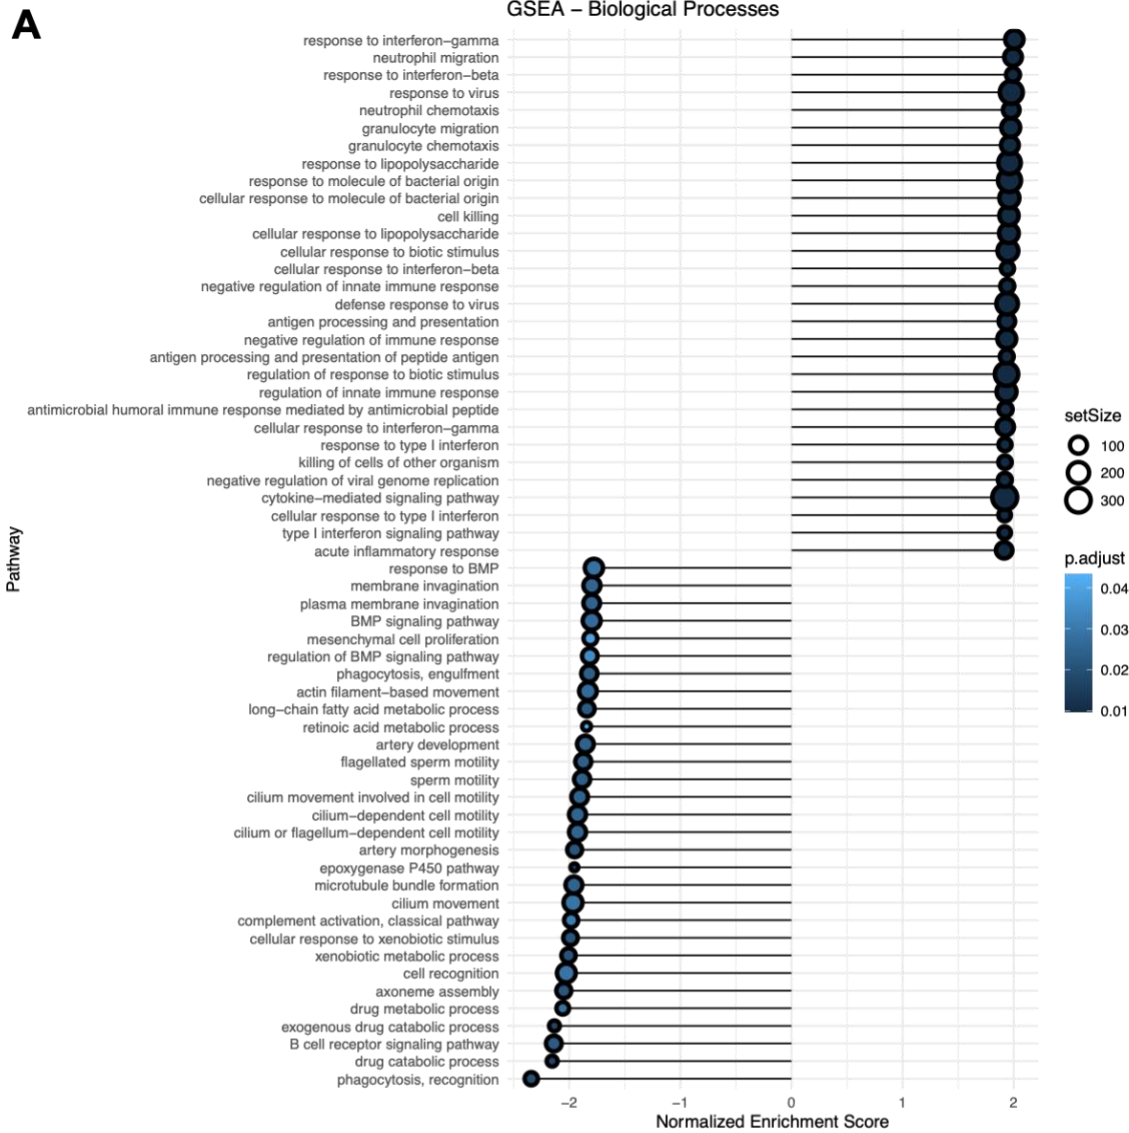 A
GSEA – Biological Processes
response to interferon−gamma
neutrophil migration
response to interferon−beta
response to virus
neutrophil chemotaxis
granulocyte migration
granulocyte chemotaxis
response to lipopolysaccharide
response to molecule of bacterial origin
cellular response to molecule of bacterial origin
cell killing
cellular response to lipopolysaccharide
cellular response to biotic stimulus
cellular response to interferon−beta
negative regulation of innate immune response
defense response to virus
antigen processing and presentation
negative regulation of immune response
antigen processing and presentation of peptide antigen
regulation of response to biotic stimulus
regulation of innate immune response
antimicrobial humoral immune response mediated by antimicrobial peptide
cellular response to interferon−gamma
response to type I interferon
killing of cells of other organism
negative regulation of viral genome replication
cytokine−mediated signaling pathway
cellular response to type I interferon
type I interferon signaling pathway
acute inflammatory response
response to BMP
membrane invagination
plasma membrane invagination
BMP signaling pathway
mesenchymal cell proliferation
regulation of BMP signaling pathway
phagocytosis, engulfment
actin filament−based movement
long−chain fatty acid metabolic process
retinoic acid metabolic process
artery development
flagellated sperm motility
sperm motility
cilium movement involved in cell motility
cilium−dependent cell motility
cilium or flagellum−dependent cell motility
artery morphogenesis
epoxygenase P450 pathway
microtubule bundle formation
cilium movement
complement activation, classical pathway
cellular response to xenobiotic stimulus
xenobiotic metabolic process
cell recognition
axoneme assembly
drug metabolic process
exogenous drug catabolic process
B cell receptor signaling pathway
drug catabolic process
phagocytosis, recognition
Pathway
−2 −1 0 1 2
Normalized Enrichment Score
setSize
100
200
300
p.adjust
0.04
0.03
0.02
0.01